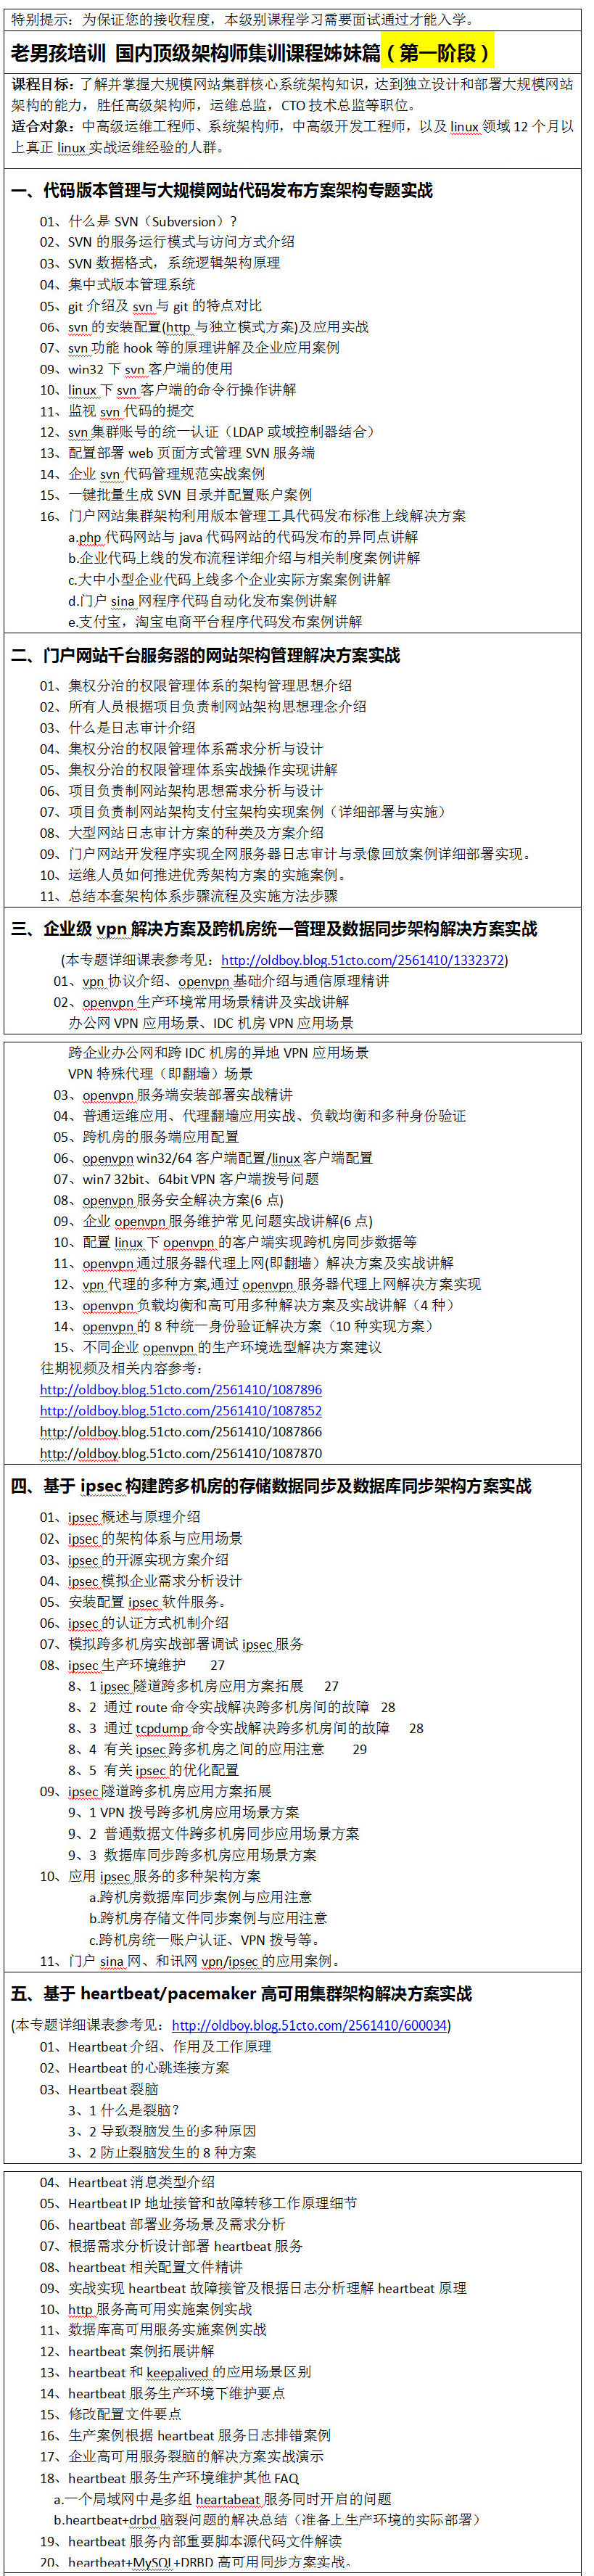 特别提示：为保证您的接收程度，本级别课程学习需要面试通过才能入学。
老男孩培训 国内顶级架构师集训课程姊妹篇（第一阶段）
课程目标：了解并掌握大规模网站集群核心系统架构知识，达到独立设计和部署大规模网站
架构的能力，胜任高级架构师，运维总监，CTO 技术总监等职位。
适合对象：中高级运维工程师、系统架构师，中高级开发工程师，以及 linux 领域 12 个月以
上真正 linux 实战运维经验的人群。
一、代码版本管理与大规模网站代码发布方案架构专题实战
01、什么是 SVN（Subversion）？
02、SVN 的服务运行模式与访问方式介绍
03、SVN 数据格式，系统逻辑架构原理
04、集中式版本管理系统
05、git 介绍及 svn 与 git 的特点对比
06、svn 的安装配置(http 与独立模式方案)及应用实战
07、svn 功能 hook 等的原理讲解及企业应用案例
09、win32 下 svn 客户端的使用
10、linux 下 svn 客户端的命令行操作讲解
11、监视 svn 代码的提交
12、svn 集群账号的统一认证（LDAP 或域控制器结合）
13、配置部署 web 页面方式管理 SVN 服务端
14、企业 svn 代码管理规范实战案例
15、一键批量生成 SVN 目录并配置账户案例
16、门户网站集群架构利用版本管理工具代码发布标准上线解决方案
a.php 代码网站与 java 代码网站的代码发布的异同点讲解
b.企业代码上线的发布流程详细介绍与相关制度案例讲解
c.大中小型企业代码上线多个企业实际方案案例讲解
d.门户 sina 网程序代码自动化发布案例讲解
e.支付宝，淘宝电商平台程序代码发布案例讲解
二、门户网站千台服务器的网站架构管理解决方案实战
01、集权分治的权限管理体系的架构管理思想介绍
02、所有人员根据项目负责制网站架构思想理念介绍
03、什么是日志审计介绍
04、集权分治的权限管理体系需求分析与设计
05、集权分治的权限管理体系实战操作实现讲解
06、项目负责制网站架构思想需求分析与设计
07、项目负责制网站架构支付宝架构实现案例（详细部署与实施）
08、大型网站日志审计方案的种类及方案介绍
09、门户网站开发程序实现全网服务器日志审计与录像回放案例详细部署实现。
10、运维人员如何推进优秀架构方案的实施案例。
11、总结本套架构体系步骤流程及实施方法步骤
三、企业级 vpn 解决方案及跨机房统一管理及数据同步架构解决方案实战
(本专题详细课表参考见：http://oldboy.blog.51cto.com/2561410/1332372)
01、vpn 协议介绍、openvpn 基础介绍与通信原理精讲
02、openvpn 生产环境常用场景精讲及实战讲解
办公网 VPN 应用场景、IDC 机房 VPN 应用场景
跨企业办公网和跨 IDC 机房的异地 VPN 应用场景
VPN 特殊代理（即翻墙）场景
03、openvpn 服务端安装部署实战精讲
04、普通运维应用、代理翻墙应用实战、负载均衡和多种身份验证
05、跨机房的服务端应用配置
06、openvpn win32/64 客户端配置/linux 客户端配置
07、win7 32bit、64bit VPN 客户端拨号问题
08、openvpn 服务安全解决方案(6 点)
09、企业 openvpn 服务维护常见问题实战讲解(6 点)
10、配置 linux 下 openvpn 的客户端实现跨机房同步数据等
11、openvpn 通过服务器代理上网(即翻墙）解决方案及实战讲解
12、vpn 代理的多种方案,通过 openvpn 服务器代理上网解决方案实现
13、openvpn 负载均衡和高可用多种解决方案及实战讲解（4 种）
14、openvpn 的 8 种统一身份验证解决方案（10 种实现方案）
15、不同企业 openvpn 的生产环境选型解决方案建议
往期视频及相关内容参考：
http://oldboy.blog.51cto.com/2561410/1087896
http://oldboy.blog.51cto.com/2561410/1087852
http://oldboy.blog.51cto.com/2561410/1087866
http://oldboy.blog.51cto.com/2561410/1087870
四、基于 ipsec 构建跨多机房的存储数据同步及数据库同步架构方案实战
01、ipsec 概述与原理介绍
02、ipsec 的架构体系与应用场景
03、ipsec 的开源实现方案介绍
04、ipsec 模拟企业需求分析设计
05、安装配置 ipsec 软件服务。
06、ipsec 的认证方式机制介绍
07、模拟跨多机房实战部署调试 ipsec 服务
08、ipsec 生产环境维护 27
8、1 ipsec 隧道跨多机房应用方案拓展 27
8、2 通过 route 命令实战解决跨多机房间的故障 28
8、3 通过 tcpdump 命令实战解决跨多机房间的故障 28
8、4 有关 ipsec 跨多机房之间的应用注意 29
8、5 有关 ipsec 的优化配置
09、ipsec 隧道跨多机房应用方案拓展
9、1 VPN 拨号跨多机房应用场景方案
9、2 普通数据文件跨多机房同步应用场景方案
9、3 数据库同步跨多机房应用场景方案
10、应用 ipsec 服务的多种架构方案
a.跨机房数据库同步案例与应用注意
b.跨机房存储文件同步案例与应用注意
c.跨机房统一账户认证、VPN 拨号等。
11、门户 sina 网、和讯网 vpn/ipsec 的应用案例。
五、基于 heartbeat/pacemaker 高可用集群架构解决方案实战
(本专题详细课表参考见：http://oldboy.blog.51cto.com/2561410/600034)
01、Heartbeat 介绍、作用及工作原理
02、Heartbeat 的心跳连接方案
03、Heartbeat 裂脑
3、1 什么是裂脑？
3、2 导致裂脑发生的多种原因
3、2 防止裂脑发生的 8 种方案
04、Heartbeat 消息类型介绍
05、Heartbeat IP 地址接管和故障转移工作原理细节
06、heartbeat 部署业务场景及需求分析
07、根据需求分析设计部署 heartbeat 服务
08、heartbeat 相关配置文件精讲
09、实战实现 heartbeat 故障接管及根据日志分析理解 heartbeat 原理
10、http 服务高可用实施案例实战
11、数据库高可用服务实施案例实战
12、heartbeat 案例拓展讲解
13、heartbeat 和 keepalived 的应用场景区别
14、heartbeat 服务生产环境下维护要点
15、修改配置文件要点
16、生产案例根据 heartbeat 服务日志排错案例
17、企业高可用服务裂脑的解决方案实战演示
18、heartbeat 服务生产环境维护其他 FAQ
a.一个局域网中是多组 heartabeat 服务同时开启的问题
b.heartbeat+drbd 脑裂问题的解决总结（准备上生产环境的实际部署）
19、heartbeat 服务内部重要脚本源代码文件解读
20、heartbeat+MySQL+DRBD 高可用同步方案实战。